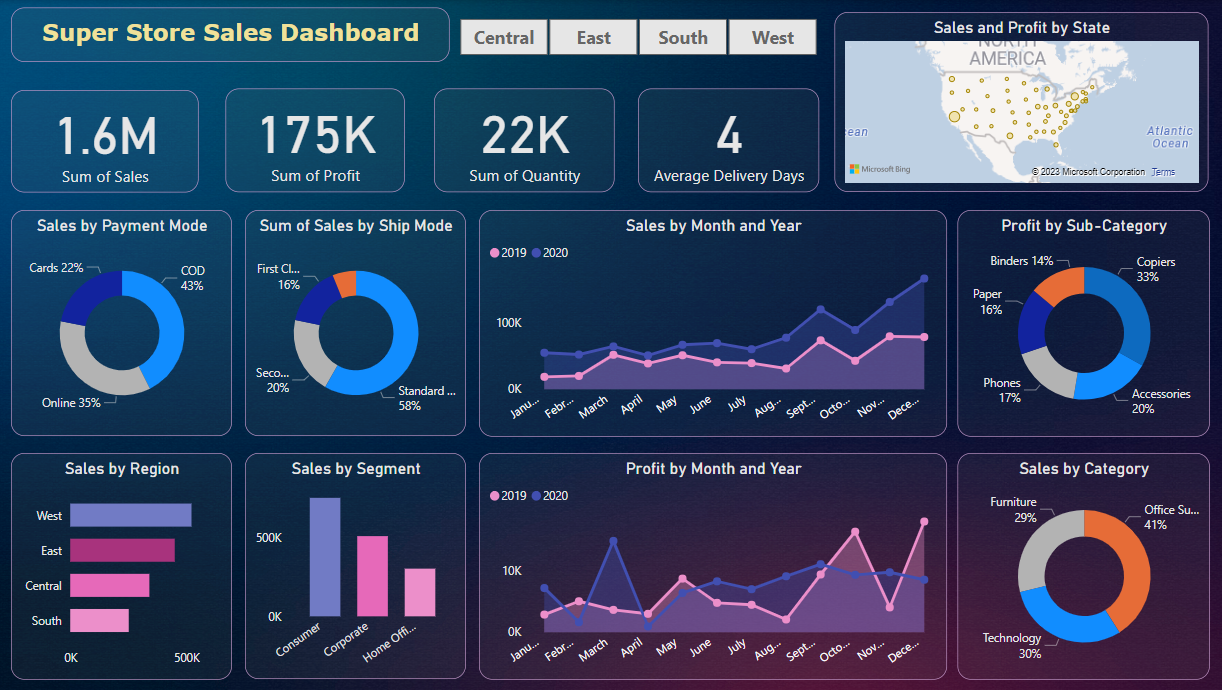 Super Store Sales Dashboard
Central
East
South
West
Sales and Profit by State
NORTH
AMERICA
ean
Atlantic
Ocean
Microsoft Bing
© 2023 Microsoft Corporation Terms
1.6M
Sum of Sales
175K
Sum of Profit
22K
Sum of Quantity
4
Average Delivery Days
Sales by Payment Mode
Cards 22%
COD
43%
Online 35%
Sum of Sales by Ship Mode
First Cl...
16%
Seco...
20%
Standard ...
58%
Sales by Month and Year
2019 2020
100K
0K
Janu...
Febr...
March
April
May
June
July
Aug...
Sept...
Octo...
Nov...
Dece...
Profit by Sub-Category
Binders 14%
Copiers
33%
Paper
16%
Phones
17%
Accessories
20%
Sales by Region
West
East
Central
South
0K
500K
Sales by Segment
500K
0K
Consumer
Corporate
Home Offi...
Profit by Month and Year
2019 2020
10K
0K
Janu...
Febr...
March
April
May
June
July
Aug...
Sept...
Octo...
Nov...
Dece...
Sales by Category
Furniture
29%
Office Su...
41%
Technology
30%